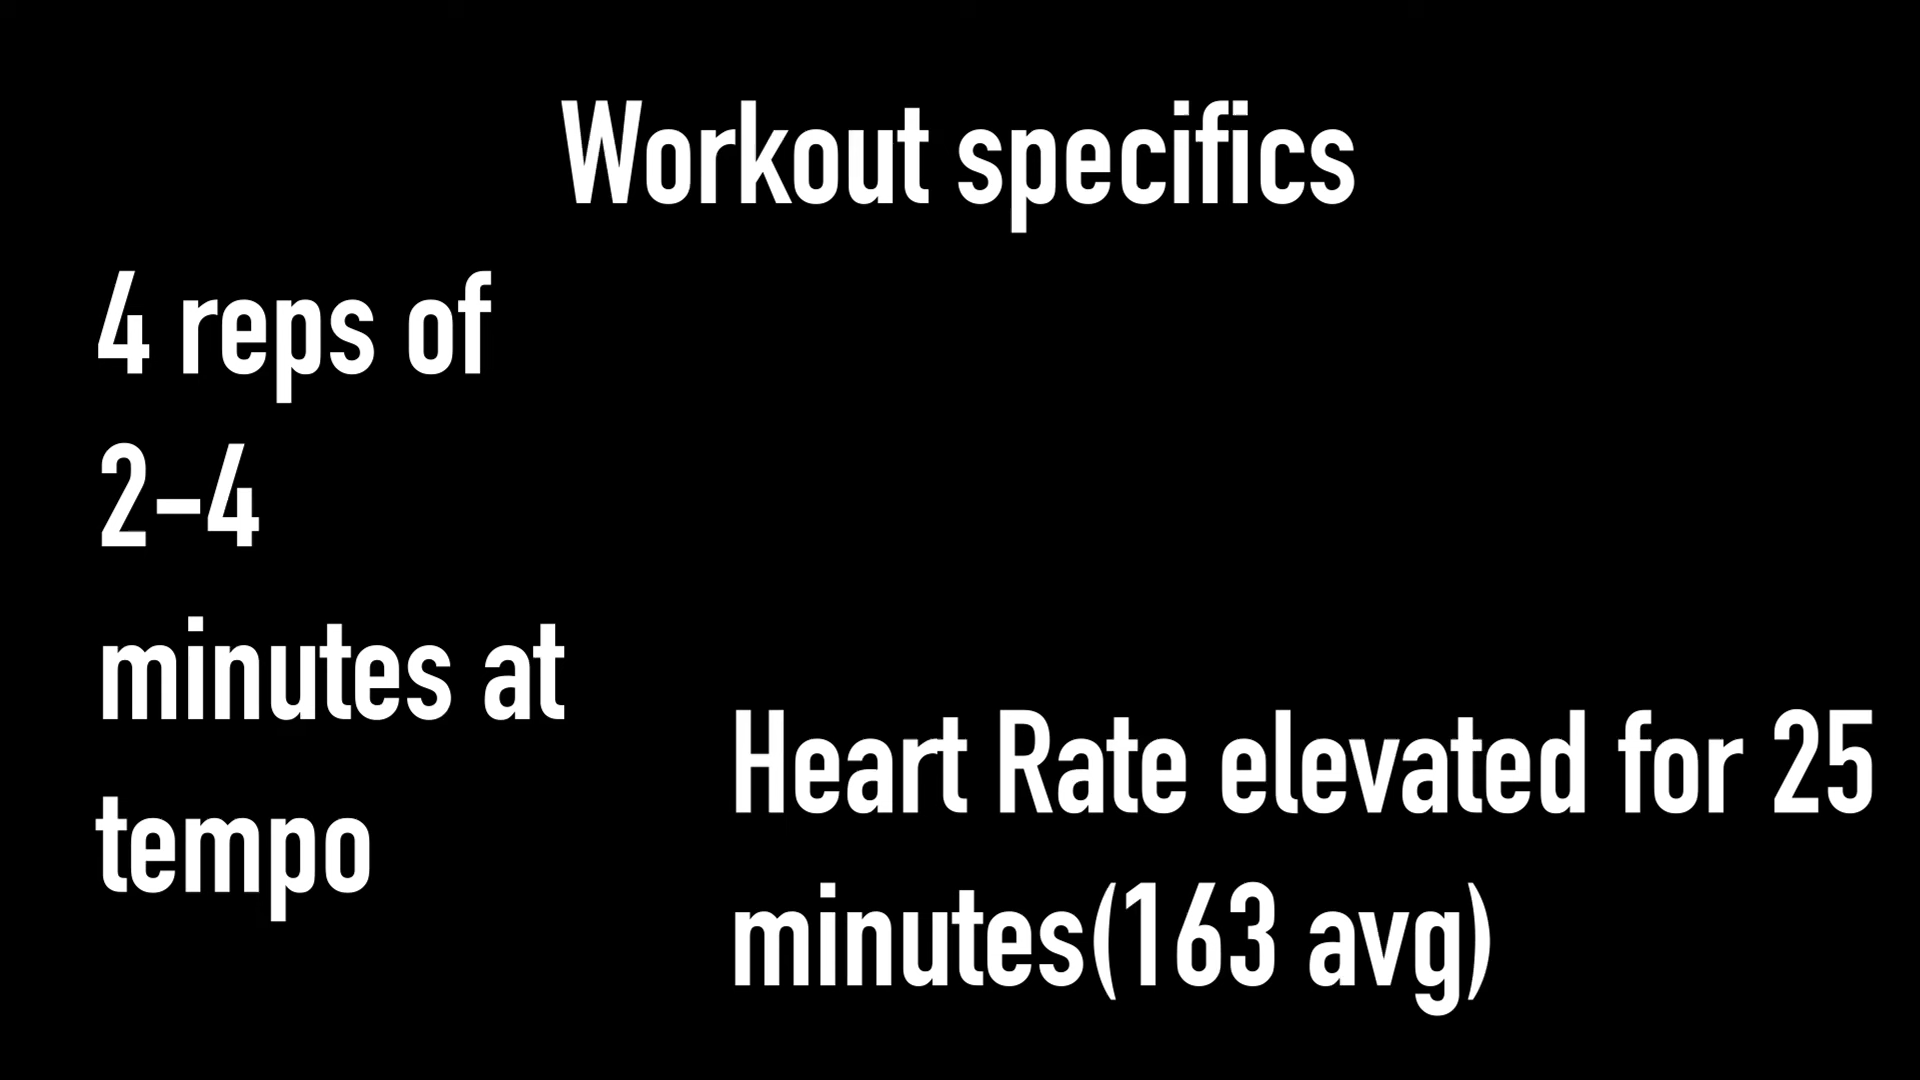 Workout specifics
4 reps of
2-4
minutes at
tempo
Heart Rate elevated for 25
minutes(163 avg)